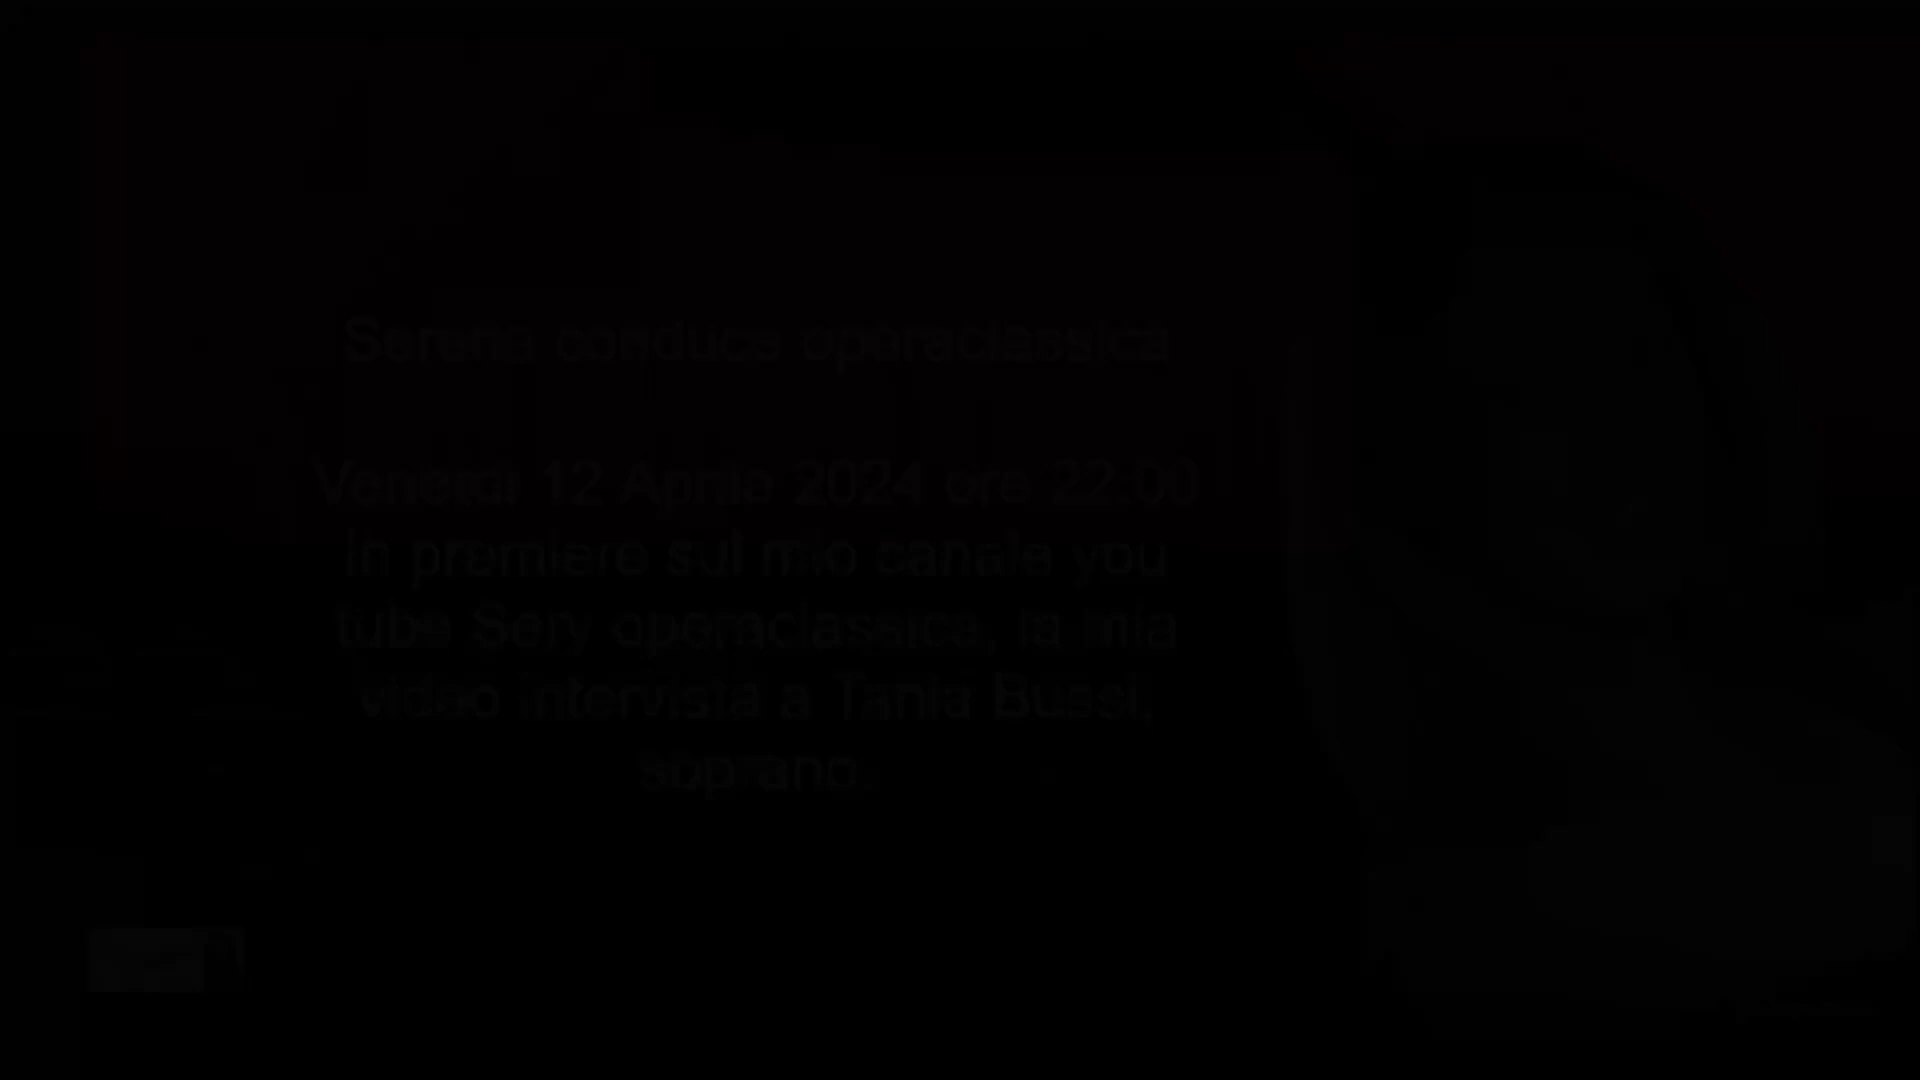 Serena conduce operaclassica
Venerdì 12 Aprile 2024 ore 22:00
In premiere sul mio canale you
tube Sery operaclassica, la mia
video intervista a Tania Bussi,
soprano.